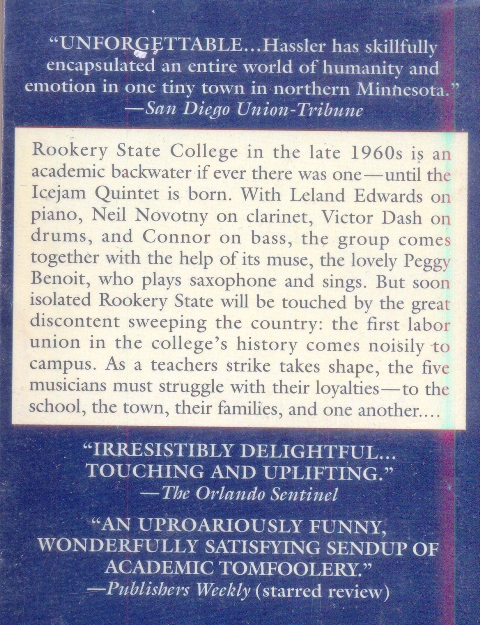 “UNFORGETTABLE...Hassler has skillfully
encapsulated an entire world of humanity and
emotion in one tiny town in northern Minnesota.”
—San Diego Union-Tribune
Rookery State College in the late 1960s is an
academic backwater if ever there was one—until the
Icejam Quintet is born. With Leland Edwards on
piano, Neil Novotny on clarinet, Victor Dash on
drums, and Connor on bass, the group comes
together with the help of its muse, the lovely Peggy
Benoit, who plays saxophone and sings. But soon
isolated Rookery State will be touched by the great
discontent sweeping the country: the first labor
union in the college’s history comes noisily to
campus. As a teachers strike takes shape, the five
musicians must struggle with their loyalties—to the
school, the town, their families, and one another....
“IRRESISTIBLY DELIGHTFUL...
TOUCHING AND UPLIFTING.”
—The Orlando Sentinel
“AN UPROARIOUSLY FUNNY,
WONDERFULLY SATISFYING SENDUP OF
ACADEMIC TOMFOOLERY.”
—Publishers Weekly (starred review)